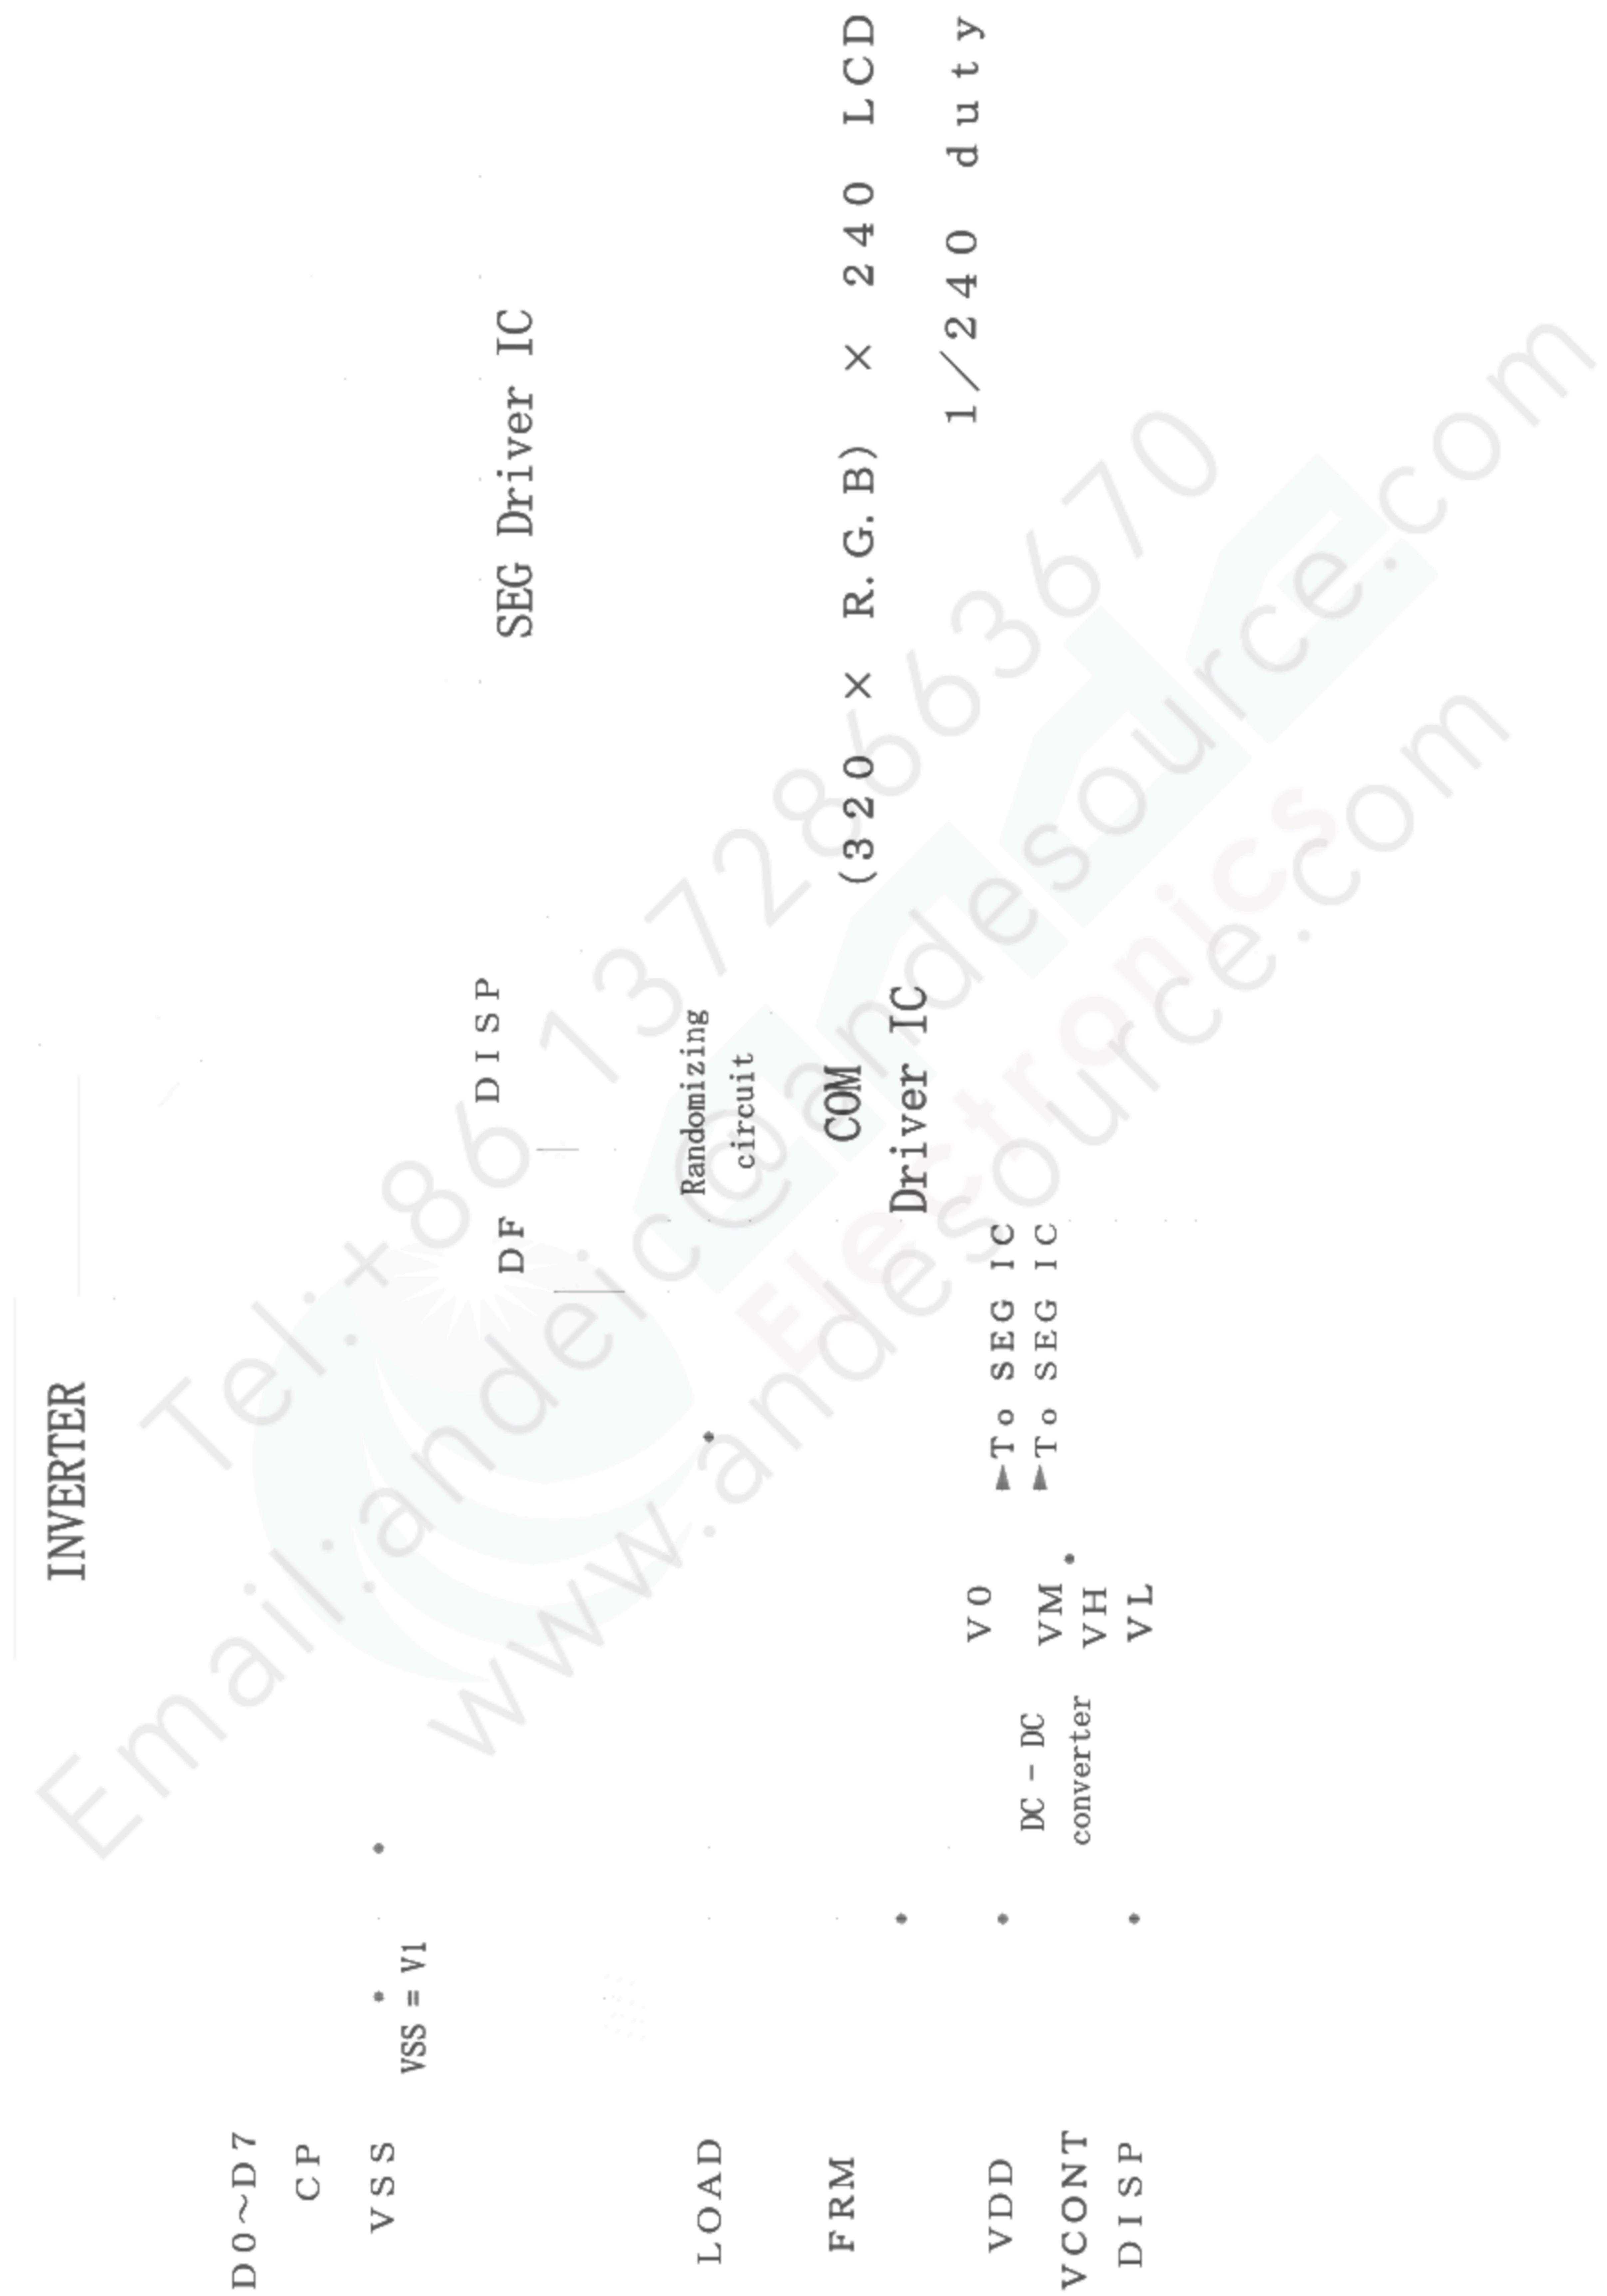 INVERTER
D0~D7
CP
VSS
VSS = V1
DISP
DF
SEG Driver IC
LOAD
Randomizing
circuit
FRM
COM
Driver IC
(320 × R.G.B) × 240 LCD
1/240 duty
VDD
VCONT
DISP
DC - DC
converter
V0
VM
VH
VL
To SEG IC
To SEG IC
Tel.:+86 13728663670
Email:andeic@andesource.com
www.andesource.com
Electronics